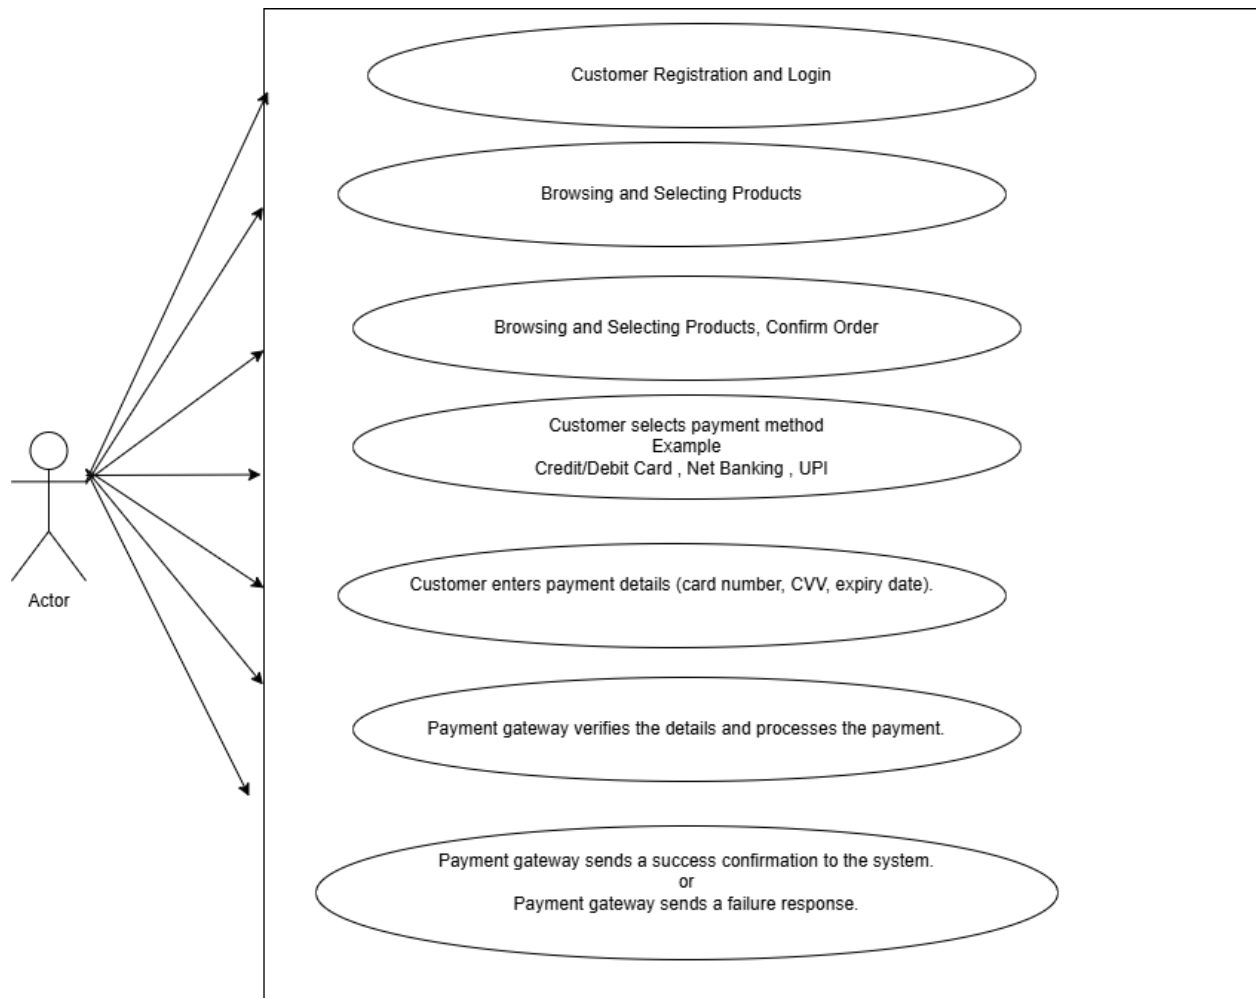 Customer Registration and Login
Browsing and Selecting Products
Browsing and Selecting Products, Confirm Order
Customer selects payment method
Example
Credit/Debit Card , Net Banking , UPI
Customer enters payment details (card number, CVV, expiry date).
Actor
Payment gateway verifies the details and processes the payment.
Payment gateway sends a success confirmation to the system.
or
Payment gateway sends a failure response.